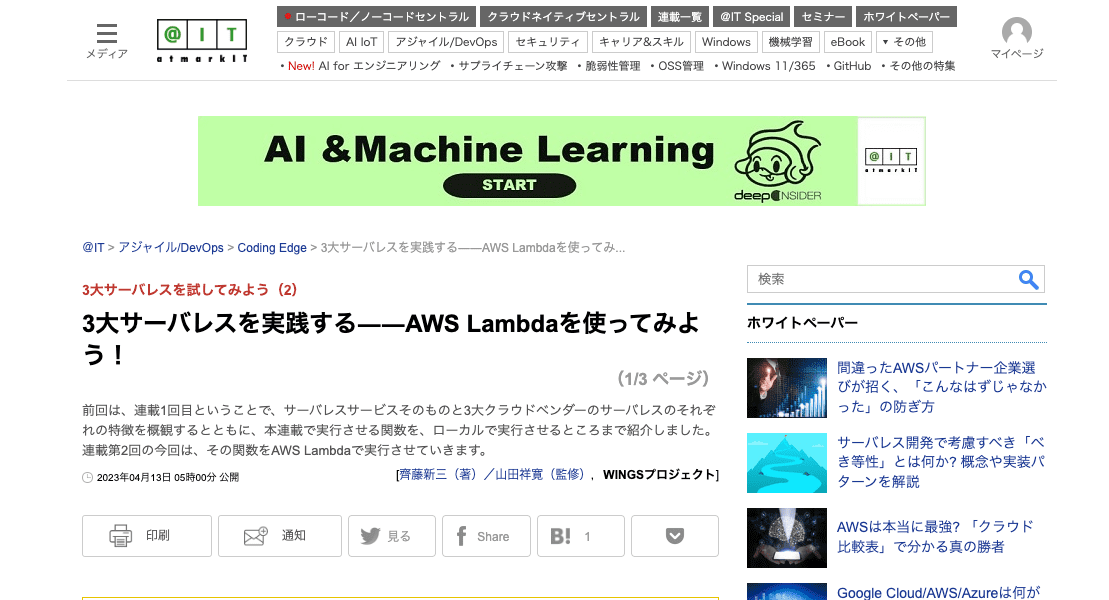 メディア
@IT
atmarkIT
ローコード／ノーコードセントラル クラウドネイティブセントラル 連載一覧 @IT Special セミナー ホワイトペーパー
クラウド AI IoT アジャイル/DevOps セキュリティ キャリア&スキル Windows 機械学習 eBook ▼ その他
・New! AI for エンジニアリング ・サプライチェーン攻撃 ・脆弱性管理 ・OSS管理 ・Windows 11/365 ・GitHub ・その他の特集
マイページ
AI &Machine Learning
START
deepINSIDER
@IT
atmarkIT
@IT > アジャイル/DevOps > Coding Edge > 3大サーバレスを実践する――AWS Lambdaを使ってみ...
3大サーバレスを試してみよう（2）
3大サーバレスを実践する――AWS Lambdaを使ってみよ
う！
（1/3 ページ）
前回は、連載1回目ということで、サーバレスサービスそのものと3大クラウドベンダーのサーバレスのそれぞ
れの特徴を概観するとともに、本連載で実行させる関数を、ローカルで実行させるところまで紹介しました。
連載第2回の今回は、その関数をAWS Lambdaで実行させていきます。
2023年04月13日 05時00分 公開
[齊藤新三（著）／山田祥寛（監修）, WINGSプロジェクト]
印刷 通知 見る Share B! 1
検索
ホワイトペーパー
間違ったAWSパートナー企業選
びが招く、「こんなはずじゃなか
った」の防ぎ方
サーバレス開発で考慮すべき「べ
き等性」とは何か? 概念や実装パ
ターンを解説
AWSは本当に最強? 「クラウド
比較表」で分かる真の勝者
Google Cloud/AWS/Azureは何が